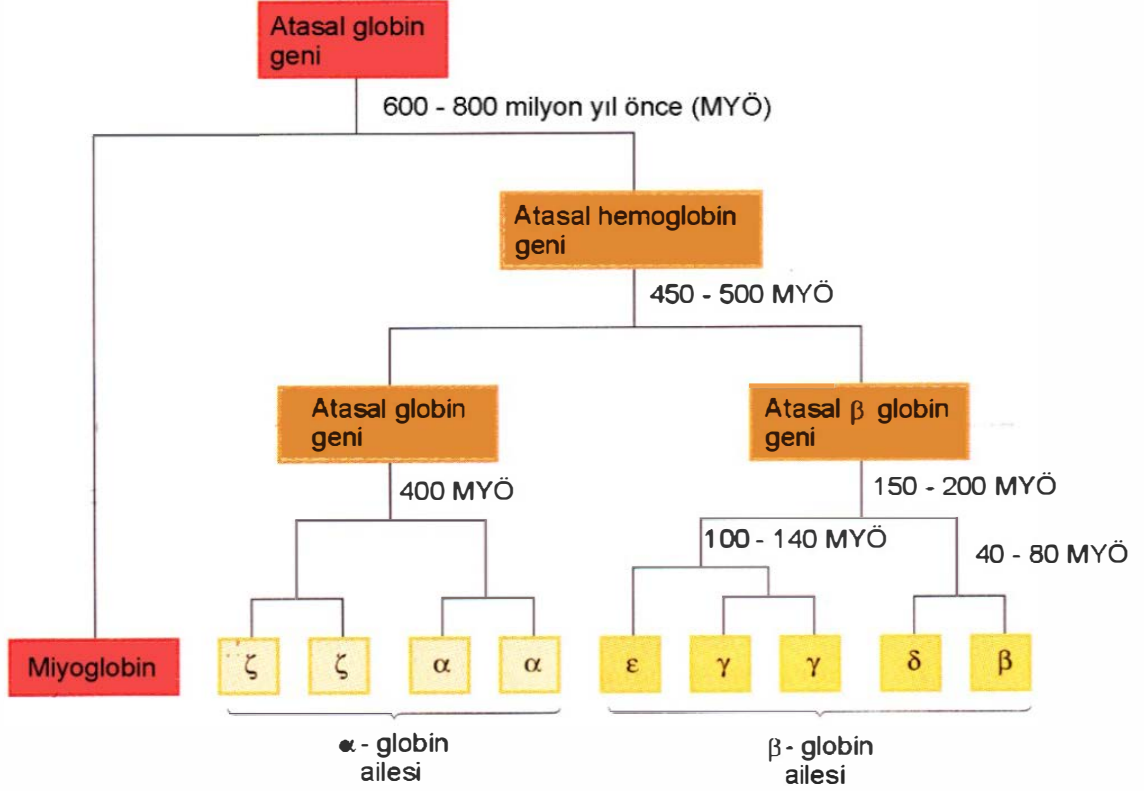 Atasal globin
geni
600 - 800 milyon yıl önce (MYÖ)
Atasal hemoglobin
geni
450 - 500 MYÖ
Atasal globin
geni
Atasal β globin
geni
400 MYÖ
150 - 200 MYÖ
100 - 140 MYÖ
40 - 80 MYÖ
Miyoglobin
ζ
ζ
α
α
ε
γ
γ
δ
β
α - globin
ailesi
β - globin
ailesi